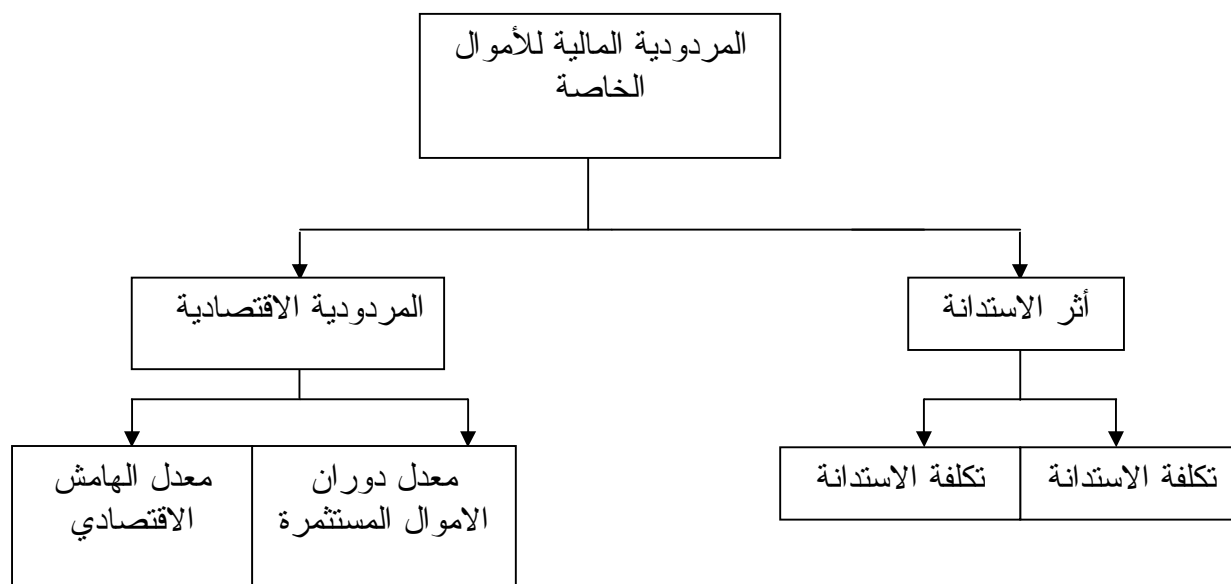 المردودية المالية للأموال
الخاصة
أثر الاستدانة
المردودية الاقتصادية
تكلفة الاستدانة
تكلفة الاستدانة
معدل دوران
الاموال المستثمرة
معدل الهامش
الاقتصادي